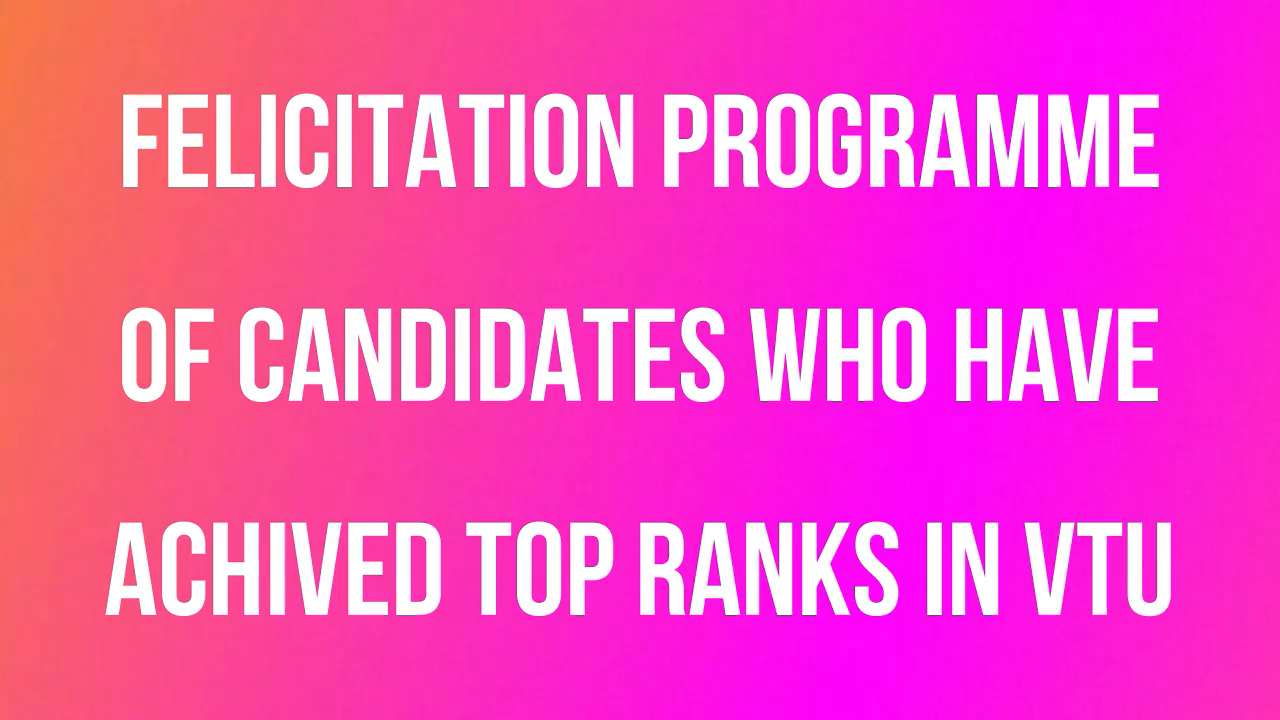 FELICITATION PROGRAMME
OF CANDIDATES WHO HAVE
ACHIVED TOP RANKS IN VTU